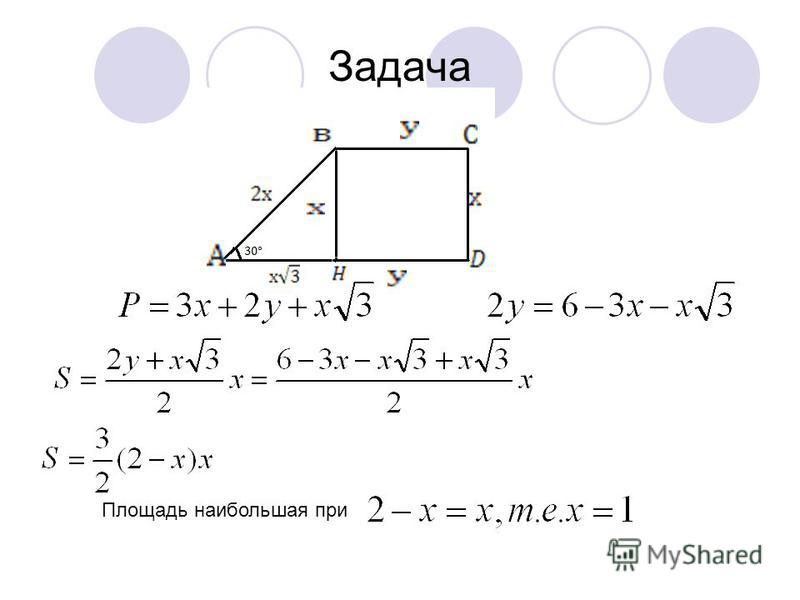 Задача
В У С
2x x x
А 30°
x√3 H У D
P = 3x + 2y + x√3 2y = 6 − 3x − x√3
S = (2y + x√3)/2 x = (6 − 3x − x√3 + x√3)/2 x
S = 3/2 (2 − x)x
Площадь наибольшая при 2 − x = x, т.е. x = 1
MyShared